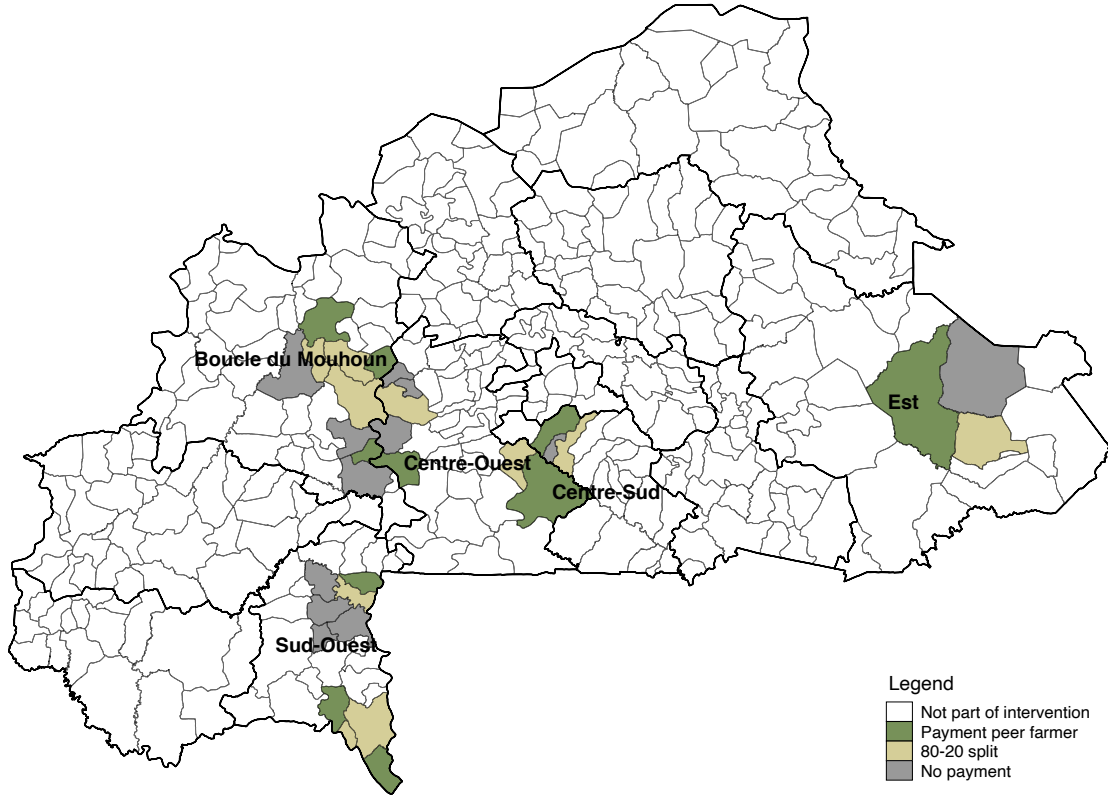 Boucle du Mouhoun
Est
Centre-Ouest
Centre-Sud
Sud-Ouest
Legend
Not part of intervention
Payment peer farmer
80-20 split
No payment